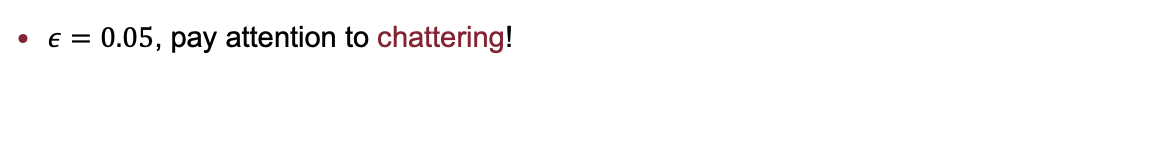 • ϵ = 0.05, pay attention to chattering!